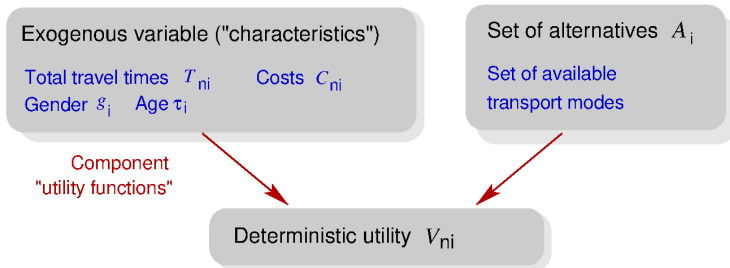 Exogenous variable ("characteristics")
Total travel times T_ni Costs C_ni
Gender g_i Age τ_i
Set of alternatives A_i
Set of available
transport modes
Component
"utility functions"
Deterministic utility V_ni